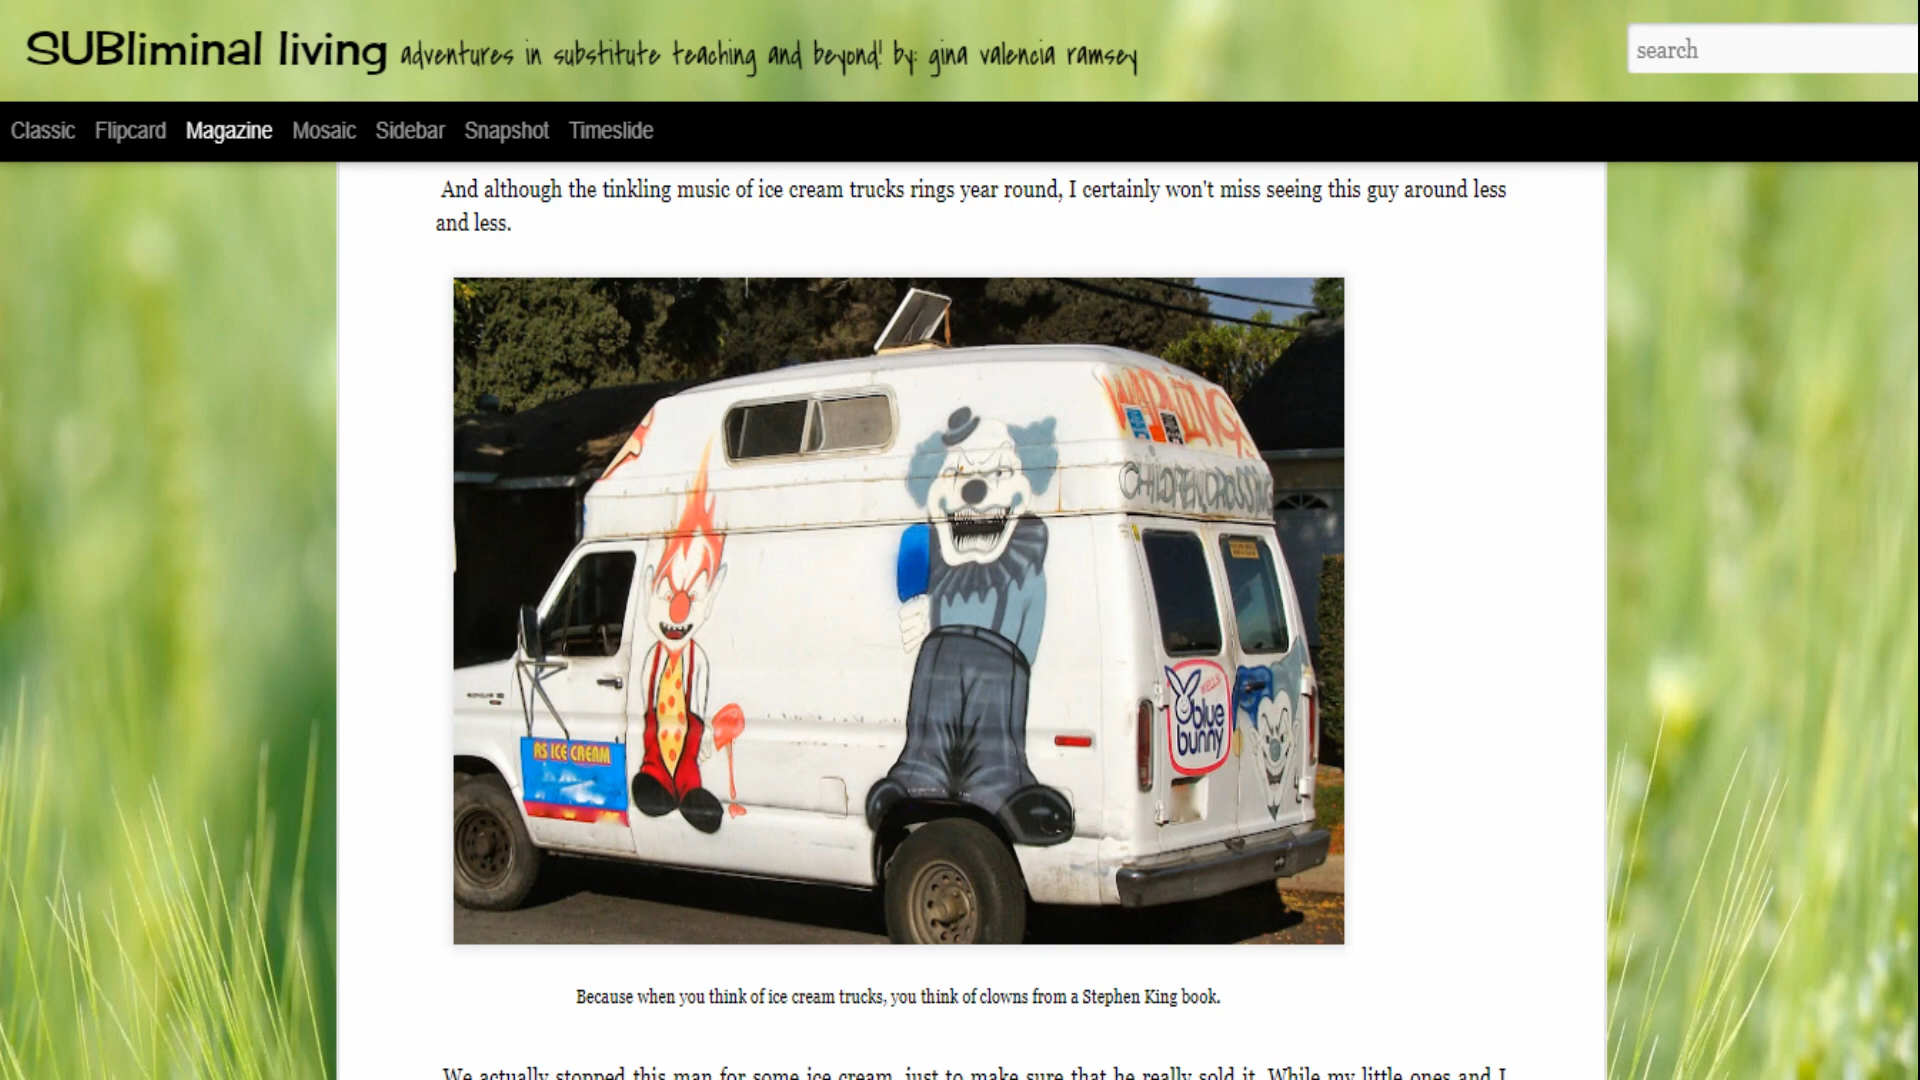 SUBliminal living adventures in substitute teaching and beyond! by: gina valencia ramsey
search
Classic Flipcard Magazine Mosaic Sidebar Snapshot Timeslide
And although the tinkling music of ice cream trucks rings year round, I certainly won't miss seeing this guy around less
and less.
WARNING
CHILDREN CROSSING
RS ICE CREAM
WELLS'
blue
bunny
Because when you think of ice cream trucks, you think of clowns from a Stephen King book.
We actually stopped this man for some ice cream, just to make sure that he really sold it. While my little ones and I